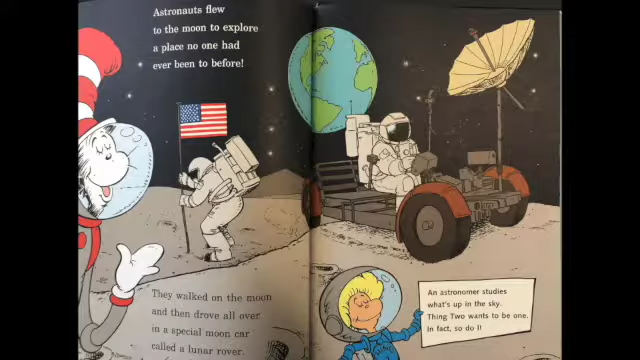 Astronauts flew
to the moon to explore
a place no one had
ever been to before!
They walked on the moon
and then drove all over
in a special moon car
called a lunar rover.
An astronomer studies
what's up in the sky.
Thing Two wants to be one.
In fact, so do I!